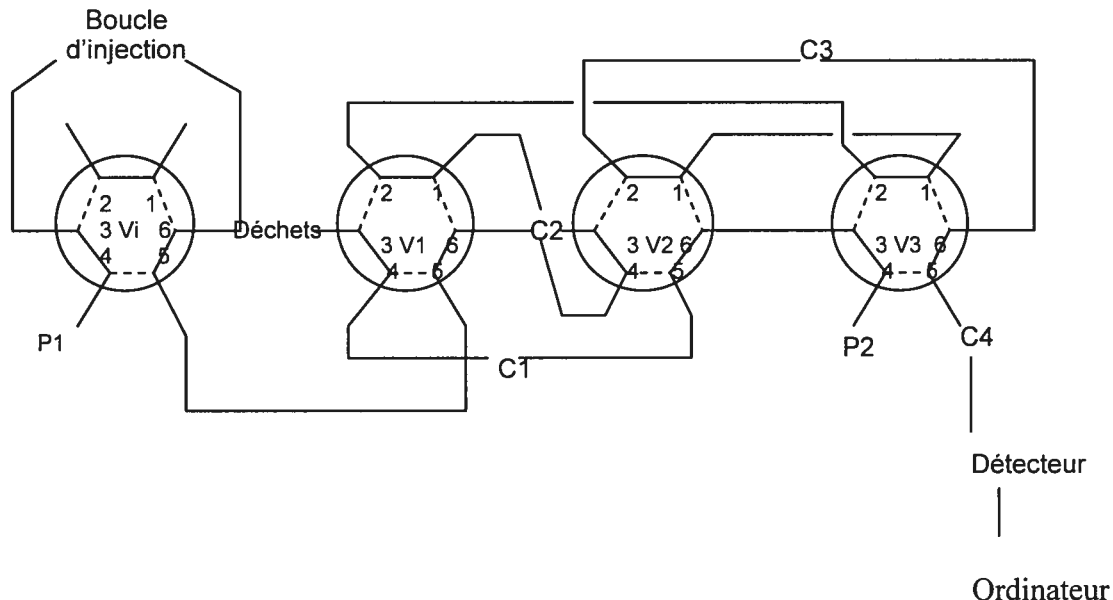 Boucle
d'injection
C3
2 1
3 Vi 6
4 5
P1
Déchets
2 1
3 V1 6
4 5
C1
C2
2 1
3 V2 6
4 5
2 1
3 V3 6
4 5
P2
C4
Détecteur
Ordinateur